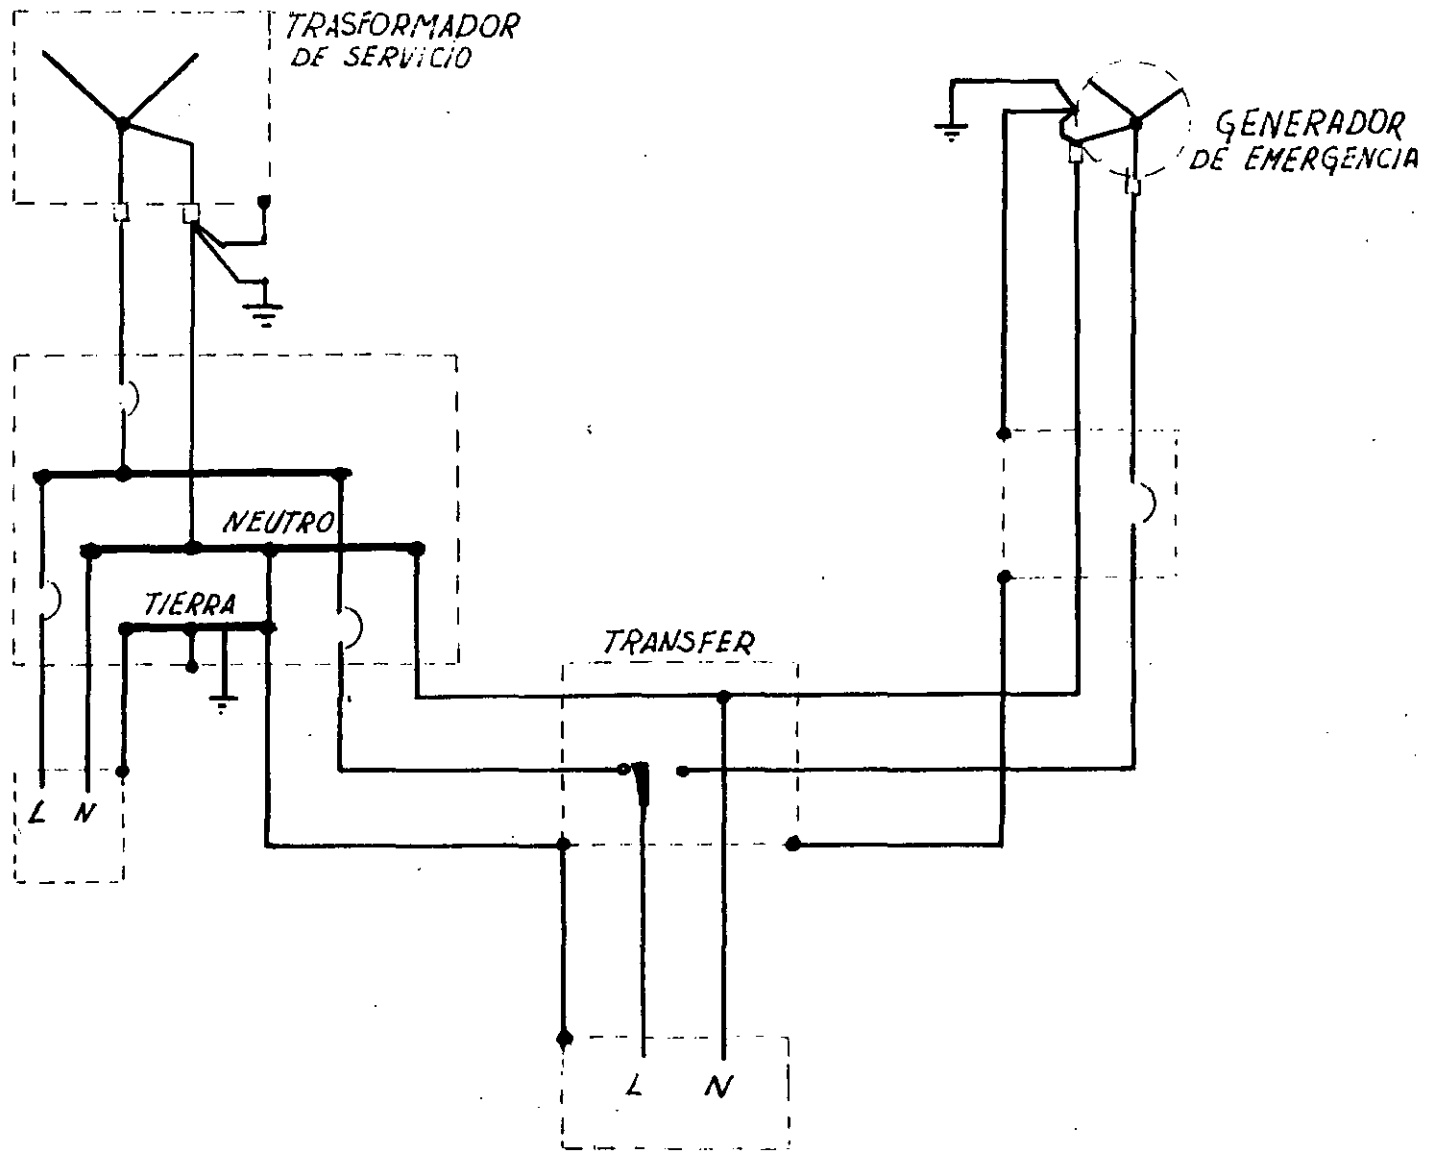 TRASFORMADOR
DE SERVICIO
GENERADOR
DE EMERGENCIA
NEUTRO
TIERRA
TRANSFER
L N
L N